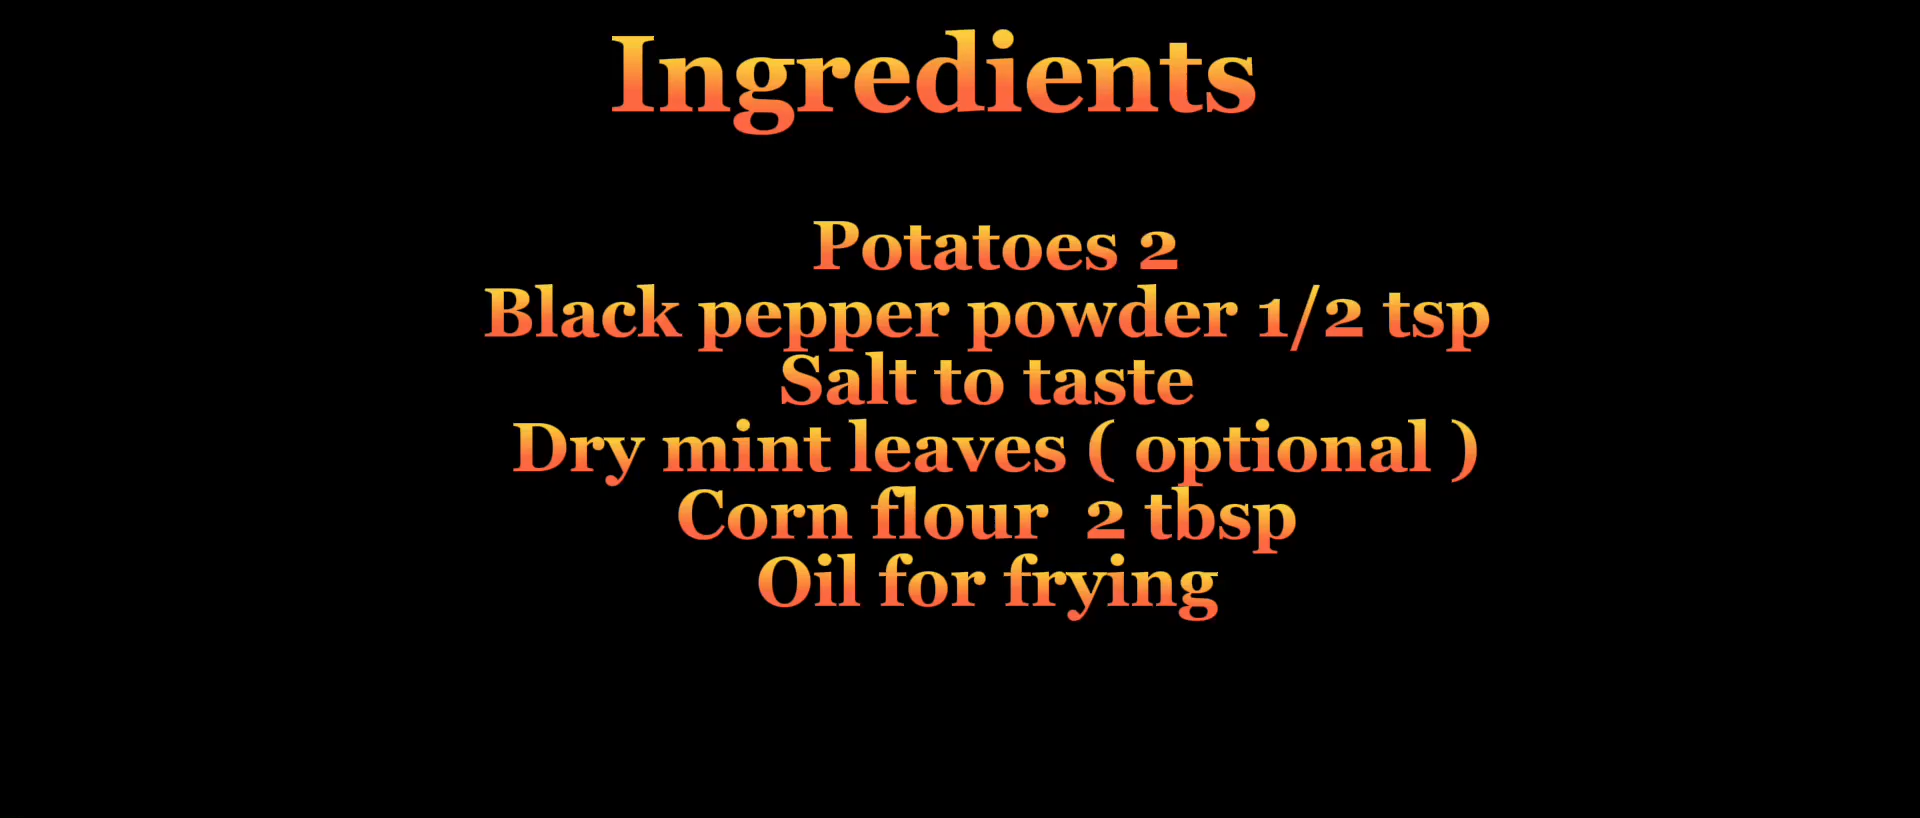 Ingredients
Potatoes 2
Black pepper powder 1/2 tsp
Salt to taste
Dry mint leaves ( optional )
Corn flour  2 tbsp
Oil for frying